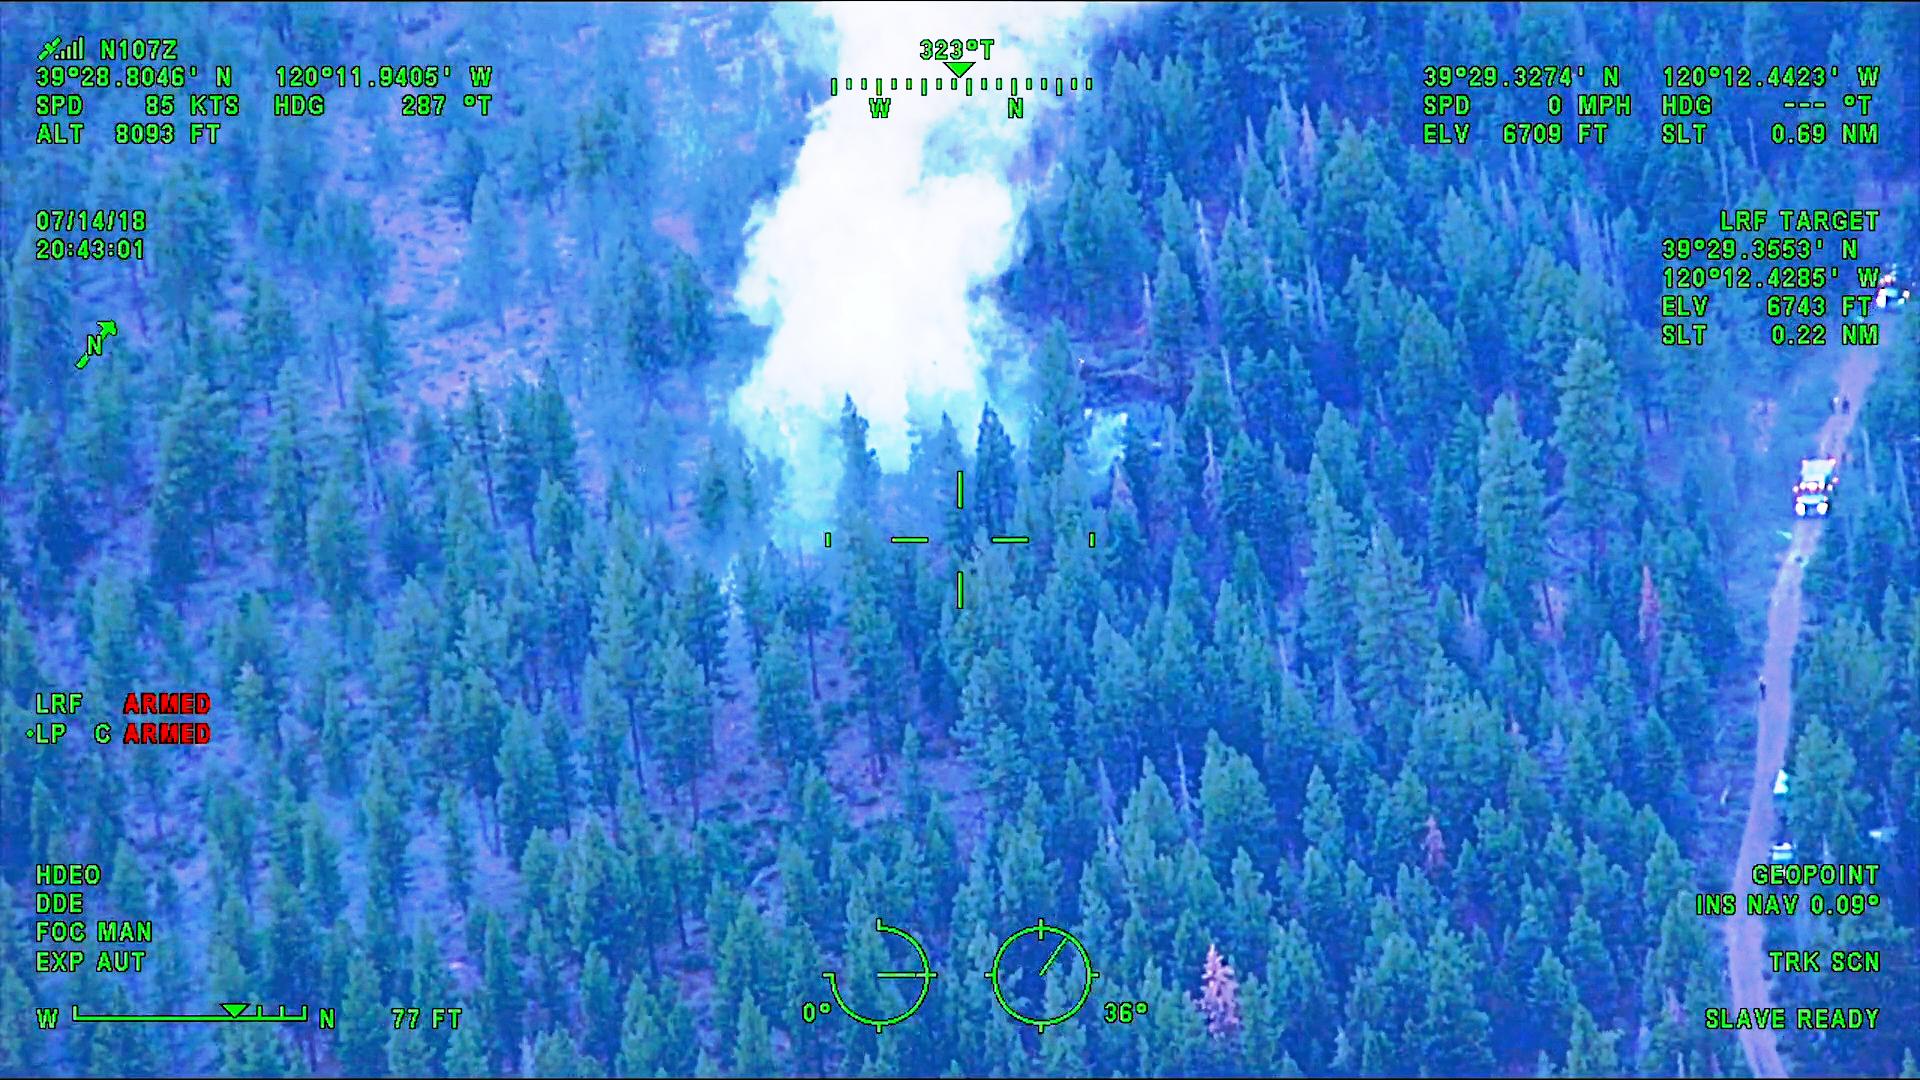 N107Z
39°28.8046' N 120°11.9405' W
SPD 85 KTS HDG 287 °T
ALT 8093 FT
323°T
W N
39°29.3274' N 120°12.4423' W
SPD 0 MPH HDG --- °T
ELV 6709 FT SLT 0.69 NM
07/14/18
20:43:01
LRF TARGET
39°29.3553' N
120°12.4285' W
ELV 6743 FT
SLT 0.22 NM
N
LRF ARMED
•LP C ARMED
HDEO
DDE
FOC MAN
EXP AUT
W N 77 FT
0°
36°
GEOPOINT
INS NAV 0.09°
TRK SCN
SLAVE READY